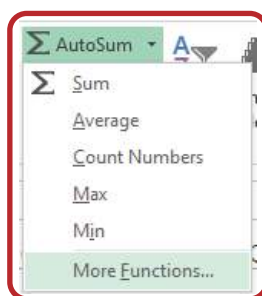 Σ AutoSum
A
Σ Sum
Average
Count Numbers
Max
Min
More Functions...